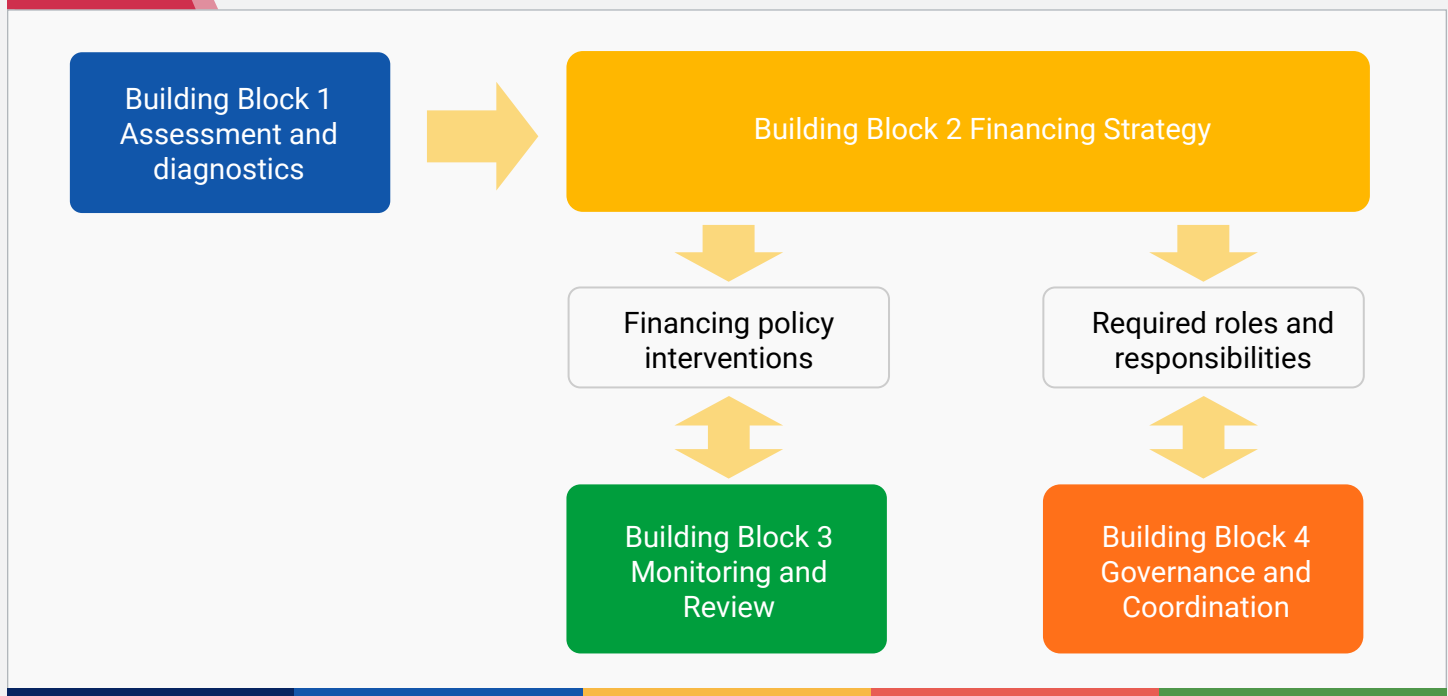 Building Block 1
Assessment and
diagnostics
Building Block 2 Financing Strategy
Financing policy
interventions
Required roles and
responsibilities
Building Block 3
Monitoring and
Review
Building Block 4
Governance and
Coordination